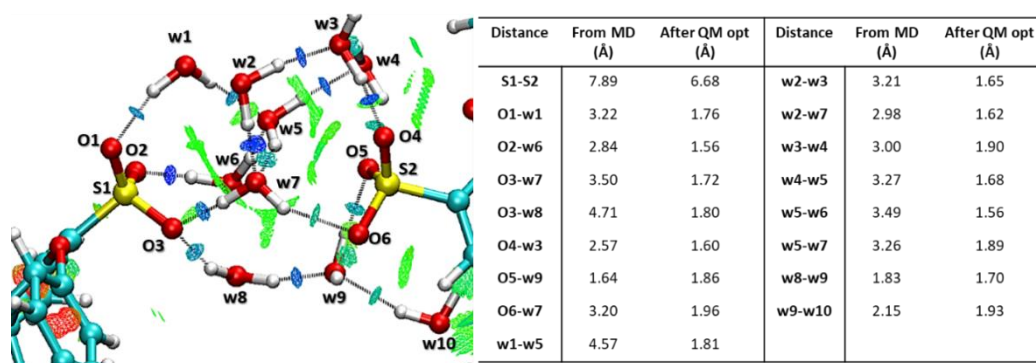 w1
w2
w3
w4
w5
O1
O2
w6
w7
O4
O5
S1
S2
O3
O6
w8
w9
w10
Distance From MD (Å) After QM opt (Å) Distance From MD (Å) After QM opt (Å)
S1-S2 7.89 6.68 w2-w3 3.21 1.65
O1-w1 3.22 1.76 w2-w7 2.98 1.62
O2-w6 2.84 1.56 w3-w4 3.00 1.90
O3-w7 3.50 1.72 w4-w5 3.27 1.68
O3-w8 4.71 1.80 w5-w6 3.49 1.56
O4-w3 2.57 1.60 w5-w7 3.26 1.89
O5-w9 1.64 1.86 w8-w9 1.83 1.70
O6-w7 3.20 1.96 w9-w10 2.15 1.93
w1-w5 4.57 1.81